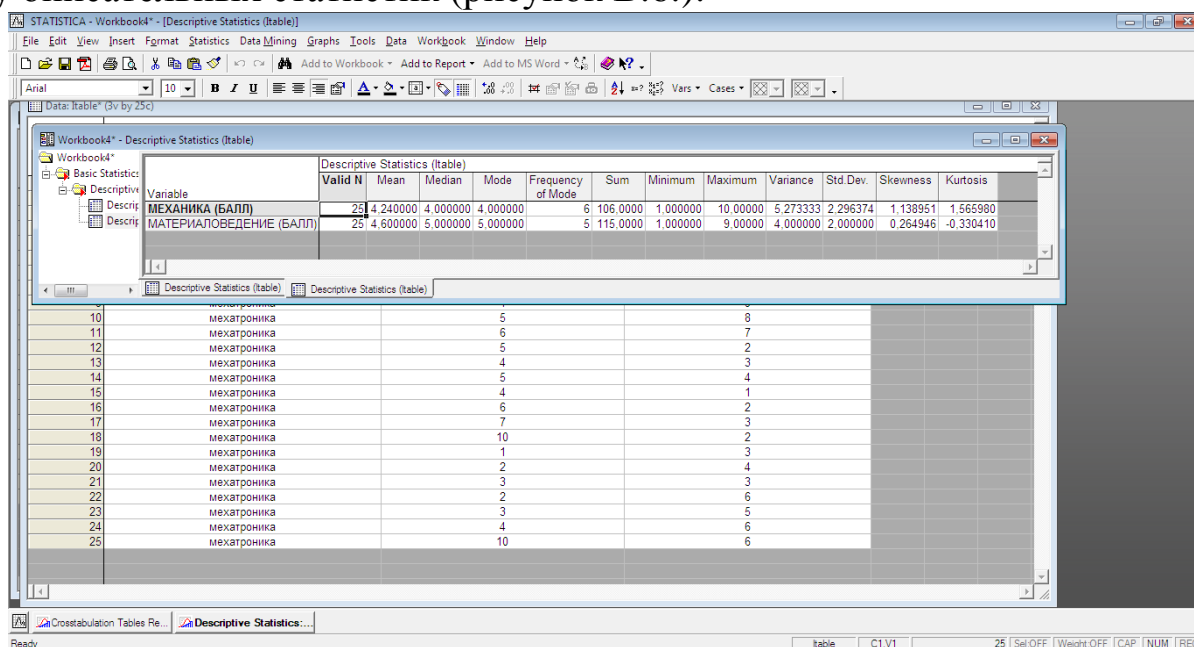 описательных статистик (рисунок В.8.).
STATISTICA - Workbook4* - [Descriptive Statistics (Itable)]
File Edit View Insert Format Statistics Data Mining Graphs Tools Data Workbook Window Help
Add to Workbook Add to Report Add to MS Word
Arial 10 B I U Vars Cases
Data: Itable* (3v by 25c)
Workbook4* - Descriptive Statistics (Itable)
Workbook4*
Basic Statistics
Descriptive
Descrip
Descrip
Descriptive Statistics (Itable)
Variable Valid N Mean Median Mode Frequency of Mode Sum Minimum Maximum Variance Std.Dev. Skewness Kurtosis
МЕХАНИКА (БАЛЛ) 25 4,240000 4,000000 4,000000 6 106,0000 1,000000 10,00000 5,273333 2,296374 1,138951 1,565980
МАТЕРИАЛОВЕДЕНИЕ (БАЛЛ) 25 4,600000 5,000000 5,000000 5 115,0000 1,000000 9,00000 4,000000 2,000000 0,264946 -0,330410
Descriptive Statistics (Itable) Descriptive Statistics (Itable)
10 мехатроника 5 8
11 мехатроника 6 7
12 мехатроника 5 2
13 мехатроника 4 3
14 мехатроника 5 4
15 мехатроника 4 1
16 мехатроника 6 2
17 мехатроника 7 3
18 мехатроника 10 2
19 мехатроника 1 3
20 мехатроника 2 4
21 мехатроника 3 3
22 мехатроника 2 6
23 мехатроника 3 5
24 мехатроника 4 6
25 мехатроника 10 6
Crosstabulation Tables Re... Descriptive Statistics:...
Ready Itable C1,V1 25 Sel:OFF Weight:OFF CAP NUM RE